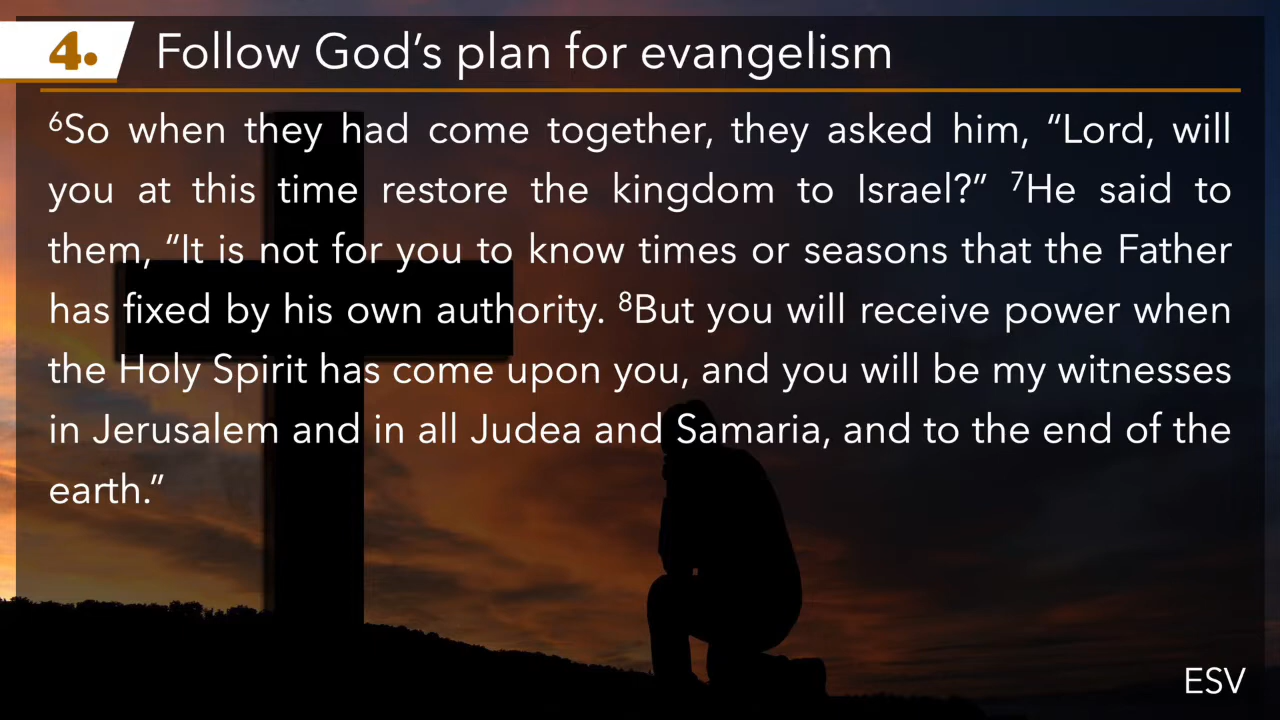 4. Follow God’s plan for evangelism
⁶So when they had come together, they asked him, “Lord, will
you at this time restore the kingdom to Israel?” ⁷He said to
them, “It is not for you to know times or seasons that the Father
has fixed by his own authority. ⁸But you will receive power when
the Holy Spirit has come upon you, and you will be my witnesses
in Jerusalem and in all Judea and Samaria, and to the end of the
earth.”
ESV